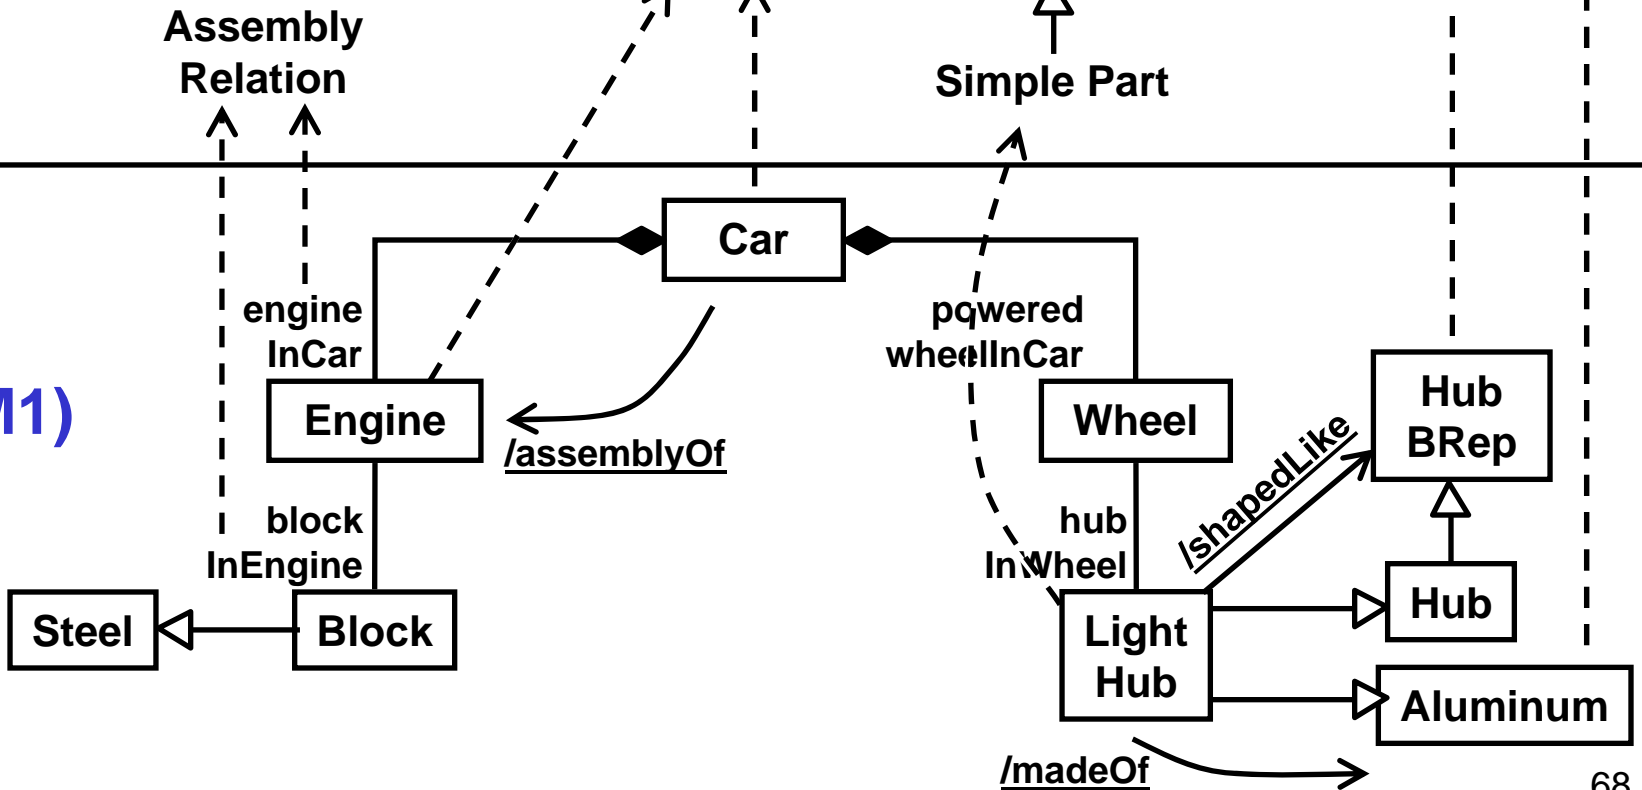 Assembly
Relation
Simple Part
Car
engine
InCar
powered
wheelInCar
M1)
Engine
/assemblyOf
Wheel
/shapedLike
Hub
BRep
block
InEngine
hub
InWheel
Steel
Block
Light
Hub
Hub
Aluminum
/madeOf
68